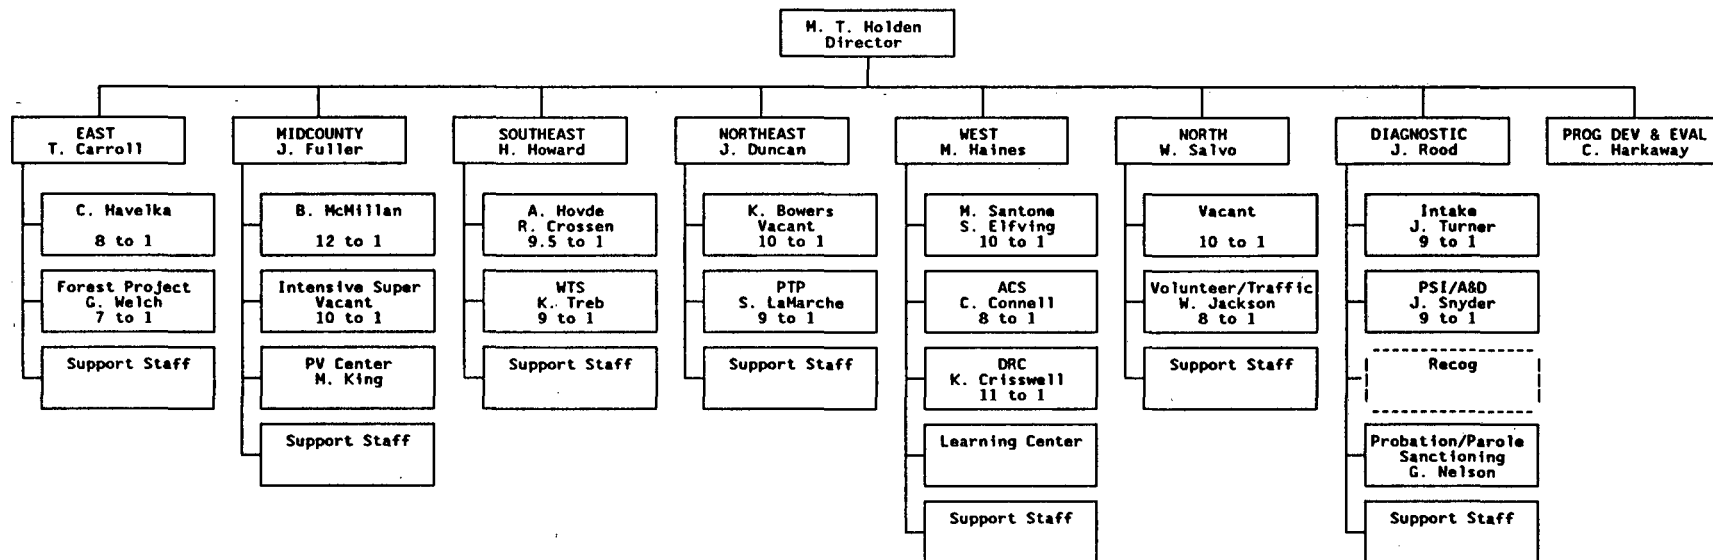 M. T. Holden
Director
EAST
T. Carroll
C. Havelka
8 to 1
Forest Project
G. Welch
7 to 1
Support Staff
MIDCOUNTY
J. Fuller
B. McMillan
12 to 1
Intensive Super
Vacant
10 to 1
PV Center
M. King
Support Staff
SOUTHEAST
H. Howard
A. Hovde
R. Crossen
9.5 to 1
WTS
K. Treb
9 to 1
Support Staff
NORTHEAST
J. Duncan
K. Bowers
Vacant
10 to 1
PTP
S. LaMarche
9 to 1
Support Staff
WEST
M. Haines
M. Santone
S. Elfving
10 to 1
ACS
C. Connell
8 to 1
DRC
K. Crisswell
11 to 1
Learning Center
Support Staff
NORTH
W. Salvo
Vacant
10 to 1
Volunteer/Traffic
W. Jackson
8 to 1
Support Staff
DIAGNOSTIC
J. Rood
Intake
J. Turner
9 to 1
PSI/A&D
J. Snyder
9 to 1
Recog
Probation/Parole
Sanctioning
G. Nelson
Support Staff
PROG DEV & EVAL
C. Harkaway